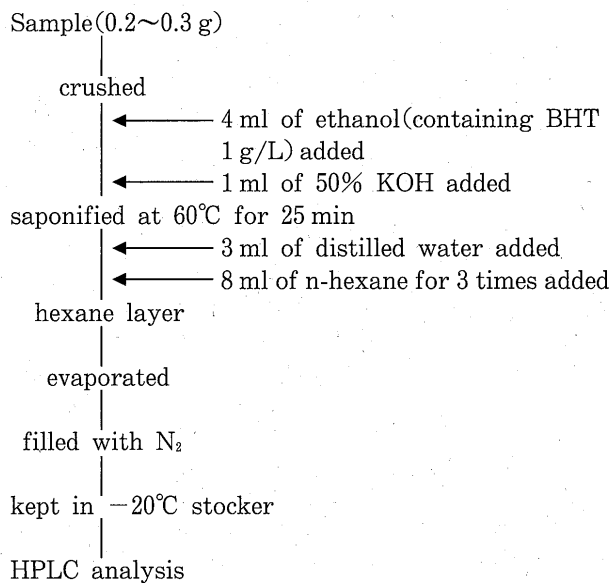 Sample(0.2～0.3 g)
crushed
4 ml of ethanol(containing BHT
1 g/L) added
1 ml of 50% KOH added
saponified at 60℃ for 25 min
3 ml of distilled water added
8 ml of n-hexane for 3 times added
hexane layer
evaporated
filled with N₂
kept in －20℃ stocker
HPLC analysis